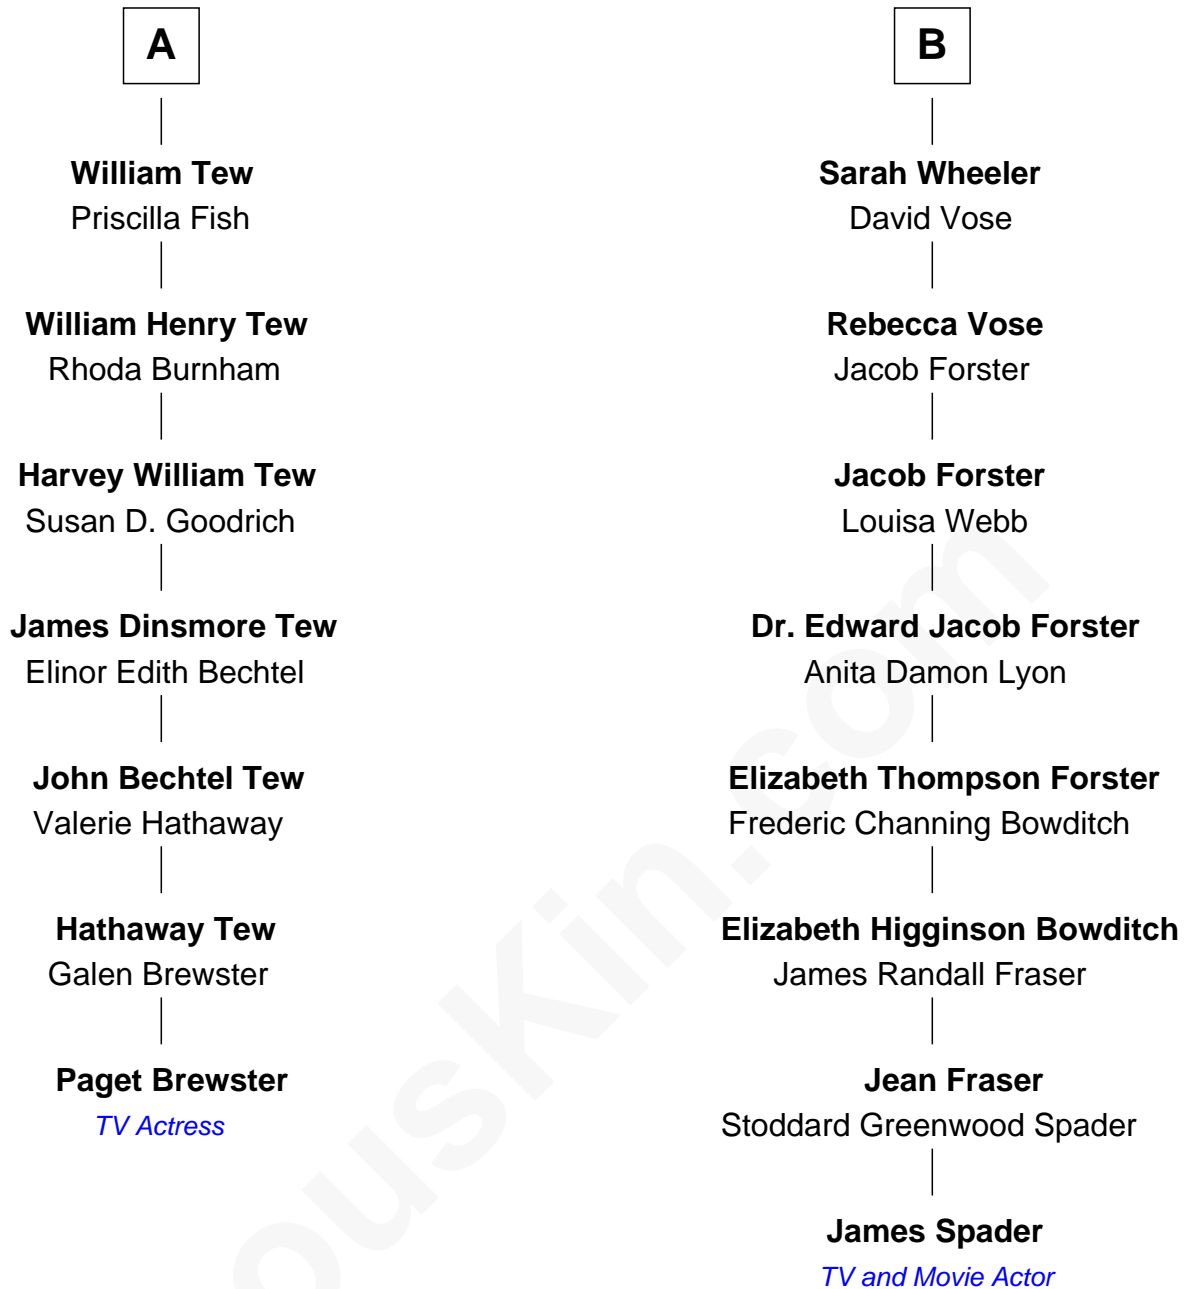 A
William Tew
Priscilla Fish
William Henry Tew
Rhoda Burnham
Harvey William Tew
Susan D. Goodrich
James Dinsmore Tew
Elinor Edith Bechtel
John Bechtel Tew
Valerie Hathaway
Hathaway Tew
Galen Brewster
Paget Brewster
TV Actress
B
Sarah Wheeler
David Vose
Rebecca Vose
Jacob Forster
Jacob Forster
Louisa Webb
Dr. Edward Jacob Forster
Anita Damon Lyon
Elizabeth Thompson Forster
Frederic Channing Bowditch
Elizabeth Higginson Bowditch
James Randall Fraser
Jean Fraser
Stoddard Greenwood Spader
James Spader
TV and Movie Actor
ousKin.com